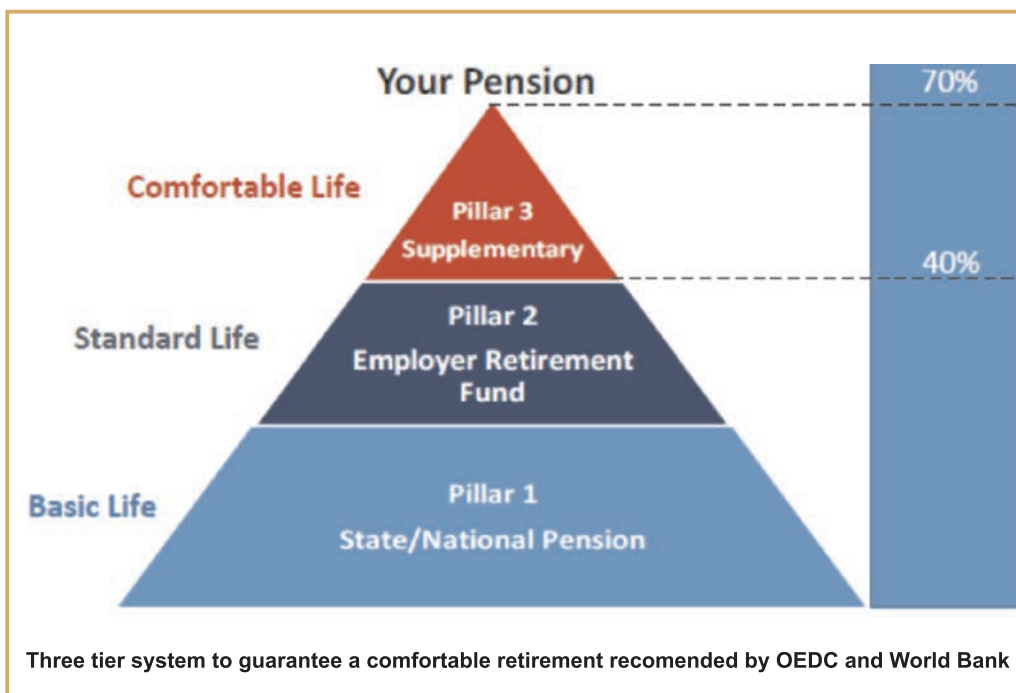 Your Pension
70%
Comfortable Life
Pillar 3
Supplementary
40%
Pillar 2
Standard Life
Employer Retirement
Fund
Pillar 1
Basic Life
State/National Pension
Three tier system to guarantee a comfortable retirement recomended by OEDC and World Bank